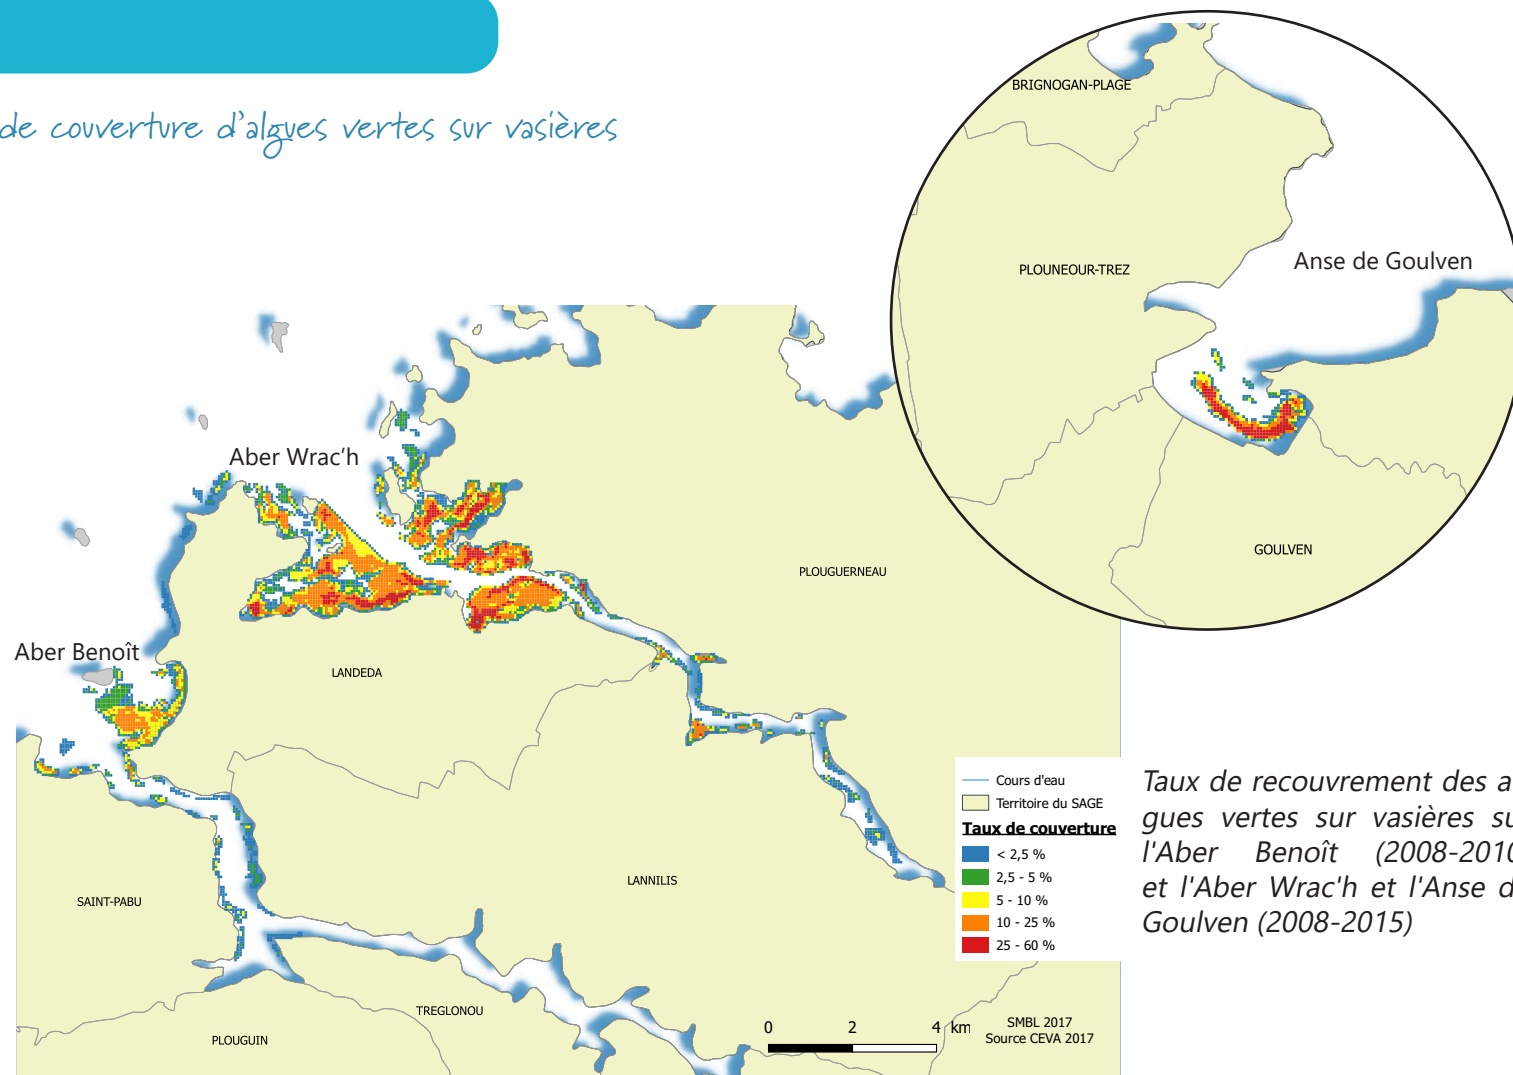 de couverture d'algues vertes sur vasières
BRIGNOGAN-PLAGE
PLOUNEOUR-TREZ
Anse de Goulven
GOULVEN
Aber Wrac'h
PLOUGUERNEAU
Aber Benoît
LANDEDA
LANNILIS
SAINT-PABU
TREGLONOU
PLOUGUIN
Cours d'eau
Territoire du SAGE
Taux de couverture
< 2,5 %
2,5 - 5 %
5 - 10 %
10 - 25 %
25 - 60 %
0 2 4 km
SMBL 2017
Source CEVA 2017
Taux de recouvrement des a
gues vertes sur vasières su
l'Aber Benoît (2008-2010
et l'Aber Wrac'h et l'Anse d
Goulven (2008-2015)